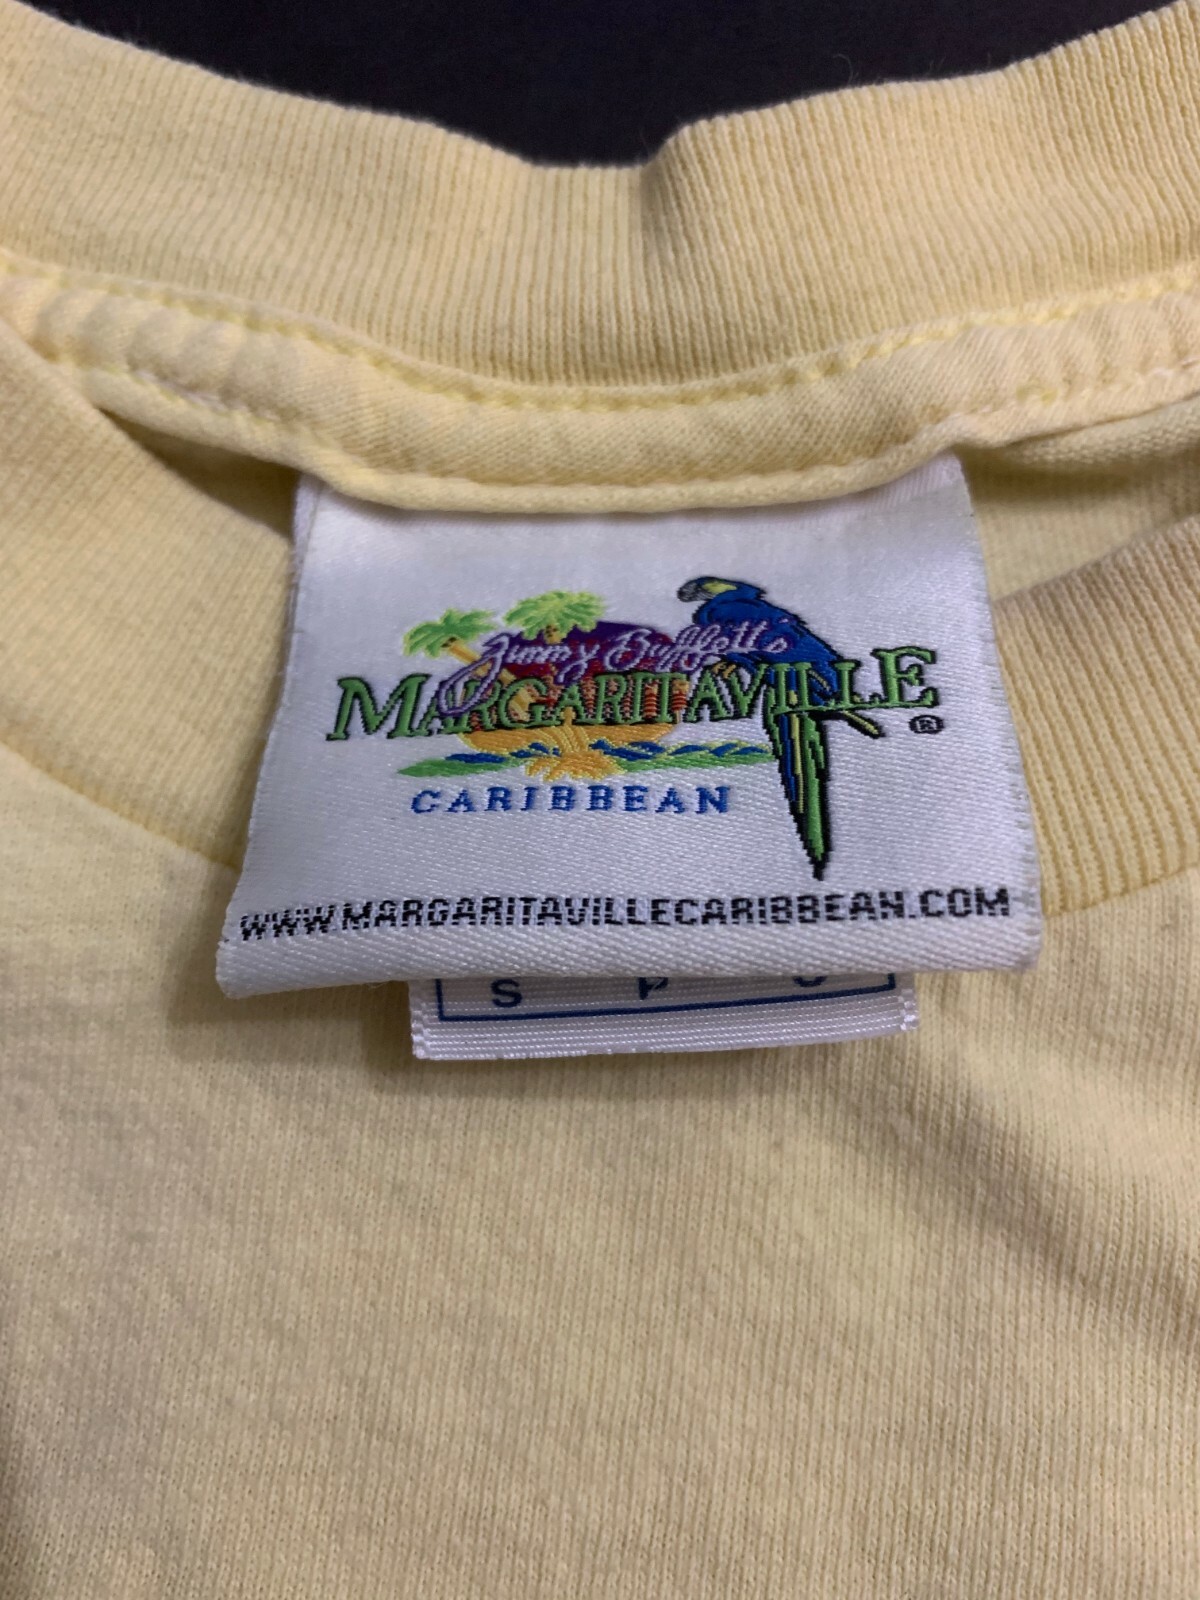 Jimmy Buffett's
MARGARITAVILLE®
CARIBBEAN
WWW.MARGARITAVILLECARIBBEAN.COM
S P